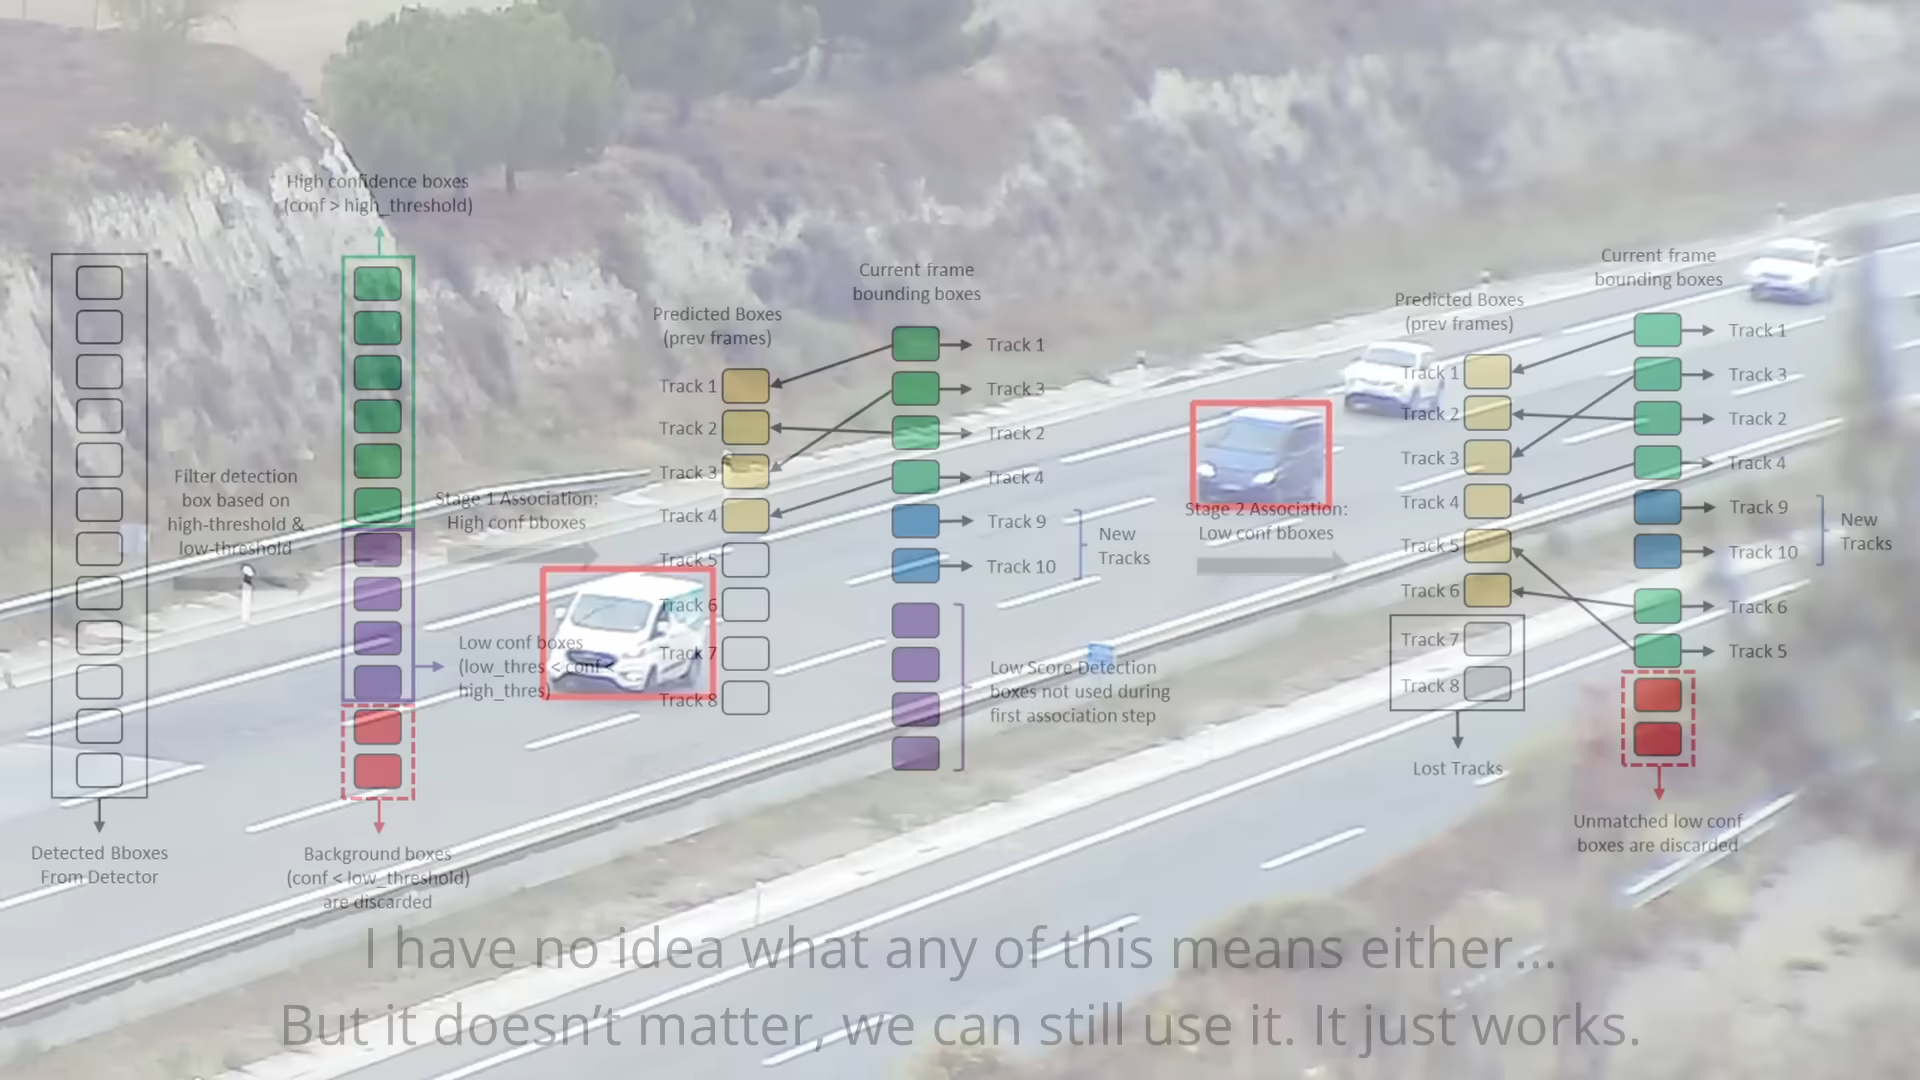 High confidence boxes
(conf > high_threshold)
Detected Bboxes
From Detector
Filter detection
box based on
high-threshold &
low-threshold
Low conf boxes
(low_thres < conf <
high_thres)
Background boxes
(conf < low_threshold)
are discarded
Stage 1 Association:
High conf bboxes
Predicted Boxes
(prev frames)
Track 1
Track 2
Track 3
Track 4
Track 5
Track 6
Track 7
Track 8
Current frame
bounding boxes
Track 1
Track 3
Track 2
Track 4
Track 9
Track 10
New
Tracks
Low Score Detection
boxes not used during
first association step
Stage 2 Association:
Low conf bboxes
Predicted Boxes
(prev frames)
Track 1
Track 2
Track 3
Track 4
Track 5
Track 6
Track 7
Track 8
Lost Tracks
Current frame
bounding boxes
Track 1
Track 3
Track 2
Track 4
Track 9
Track 10
New
Tracks
Track 6
Track 5
Unmatched low conf
boxes are discarded
I have no idea what any of this means either...
But it doesn’t matter, we can still use it. It just works.